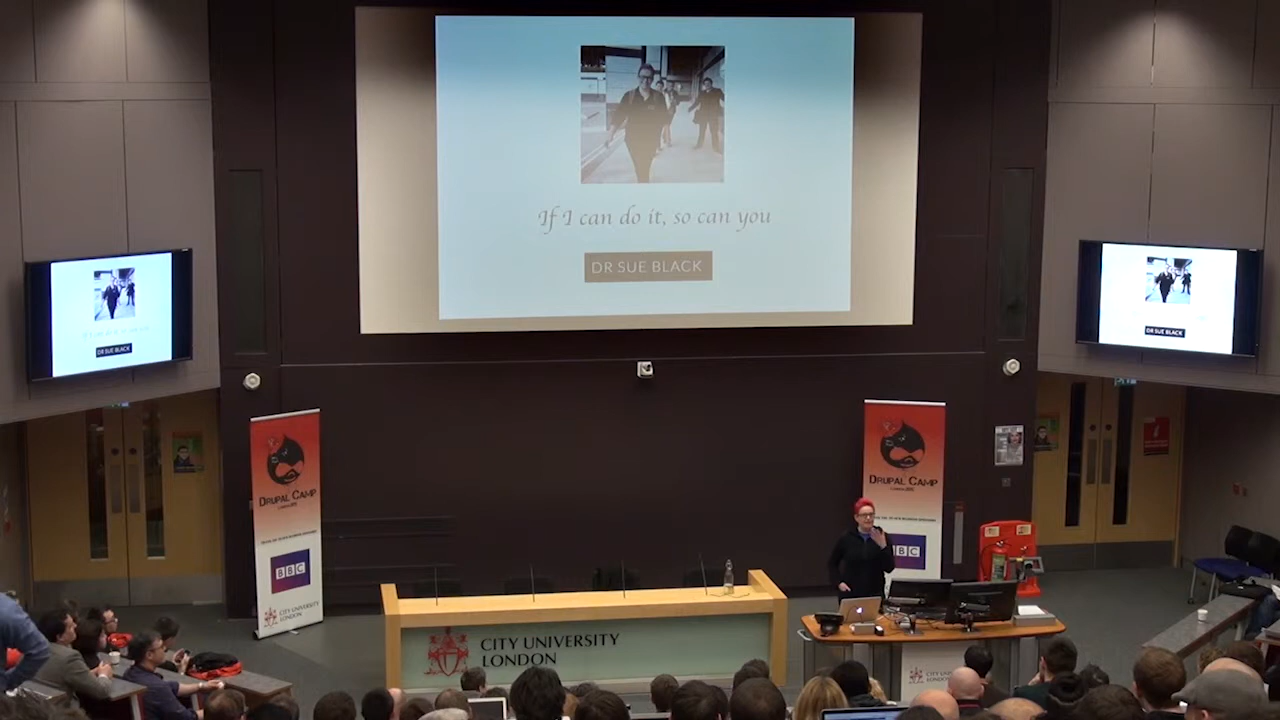 If I can do it, so can you
DR SUE BLACK
DR SUE BLACK
DR SUE BLACK
DRUPAL CAMP
BBC
CITY UNIVERSITY
LONDON
DRUPAL CAMP
BBC
CITY UNIVERSITY
LONDON